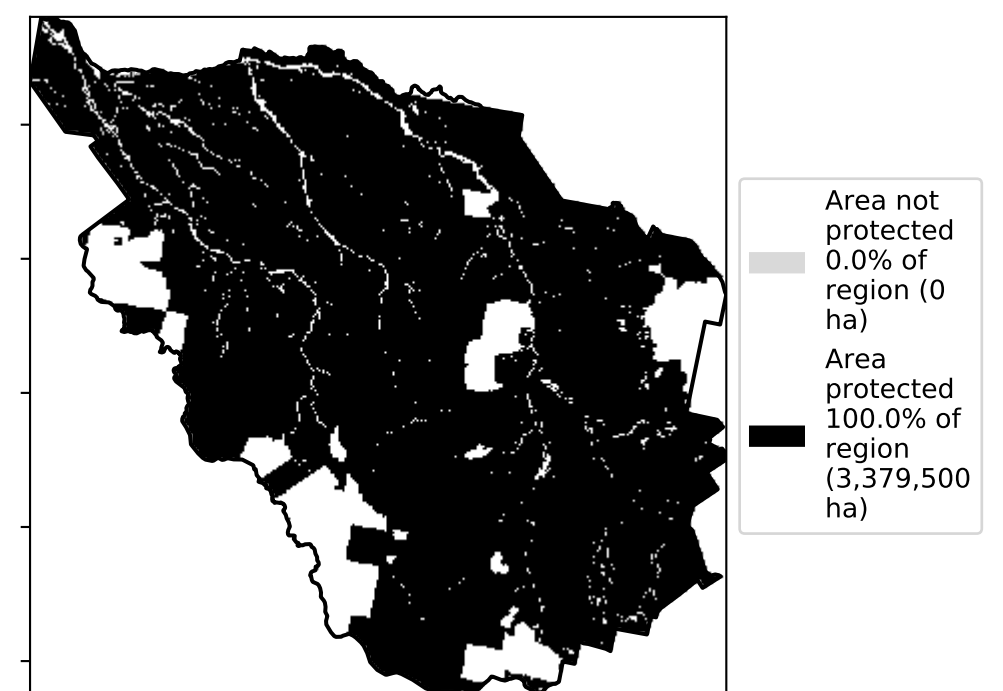 Area not
protected
0.0% of
region (0
ha)
Area
protected
100.0% of
region
(3,379,500
ha)